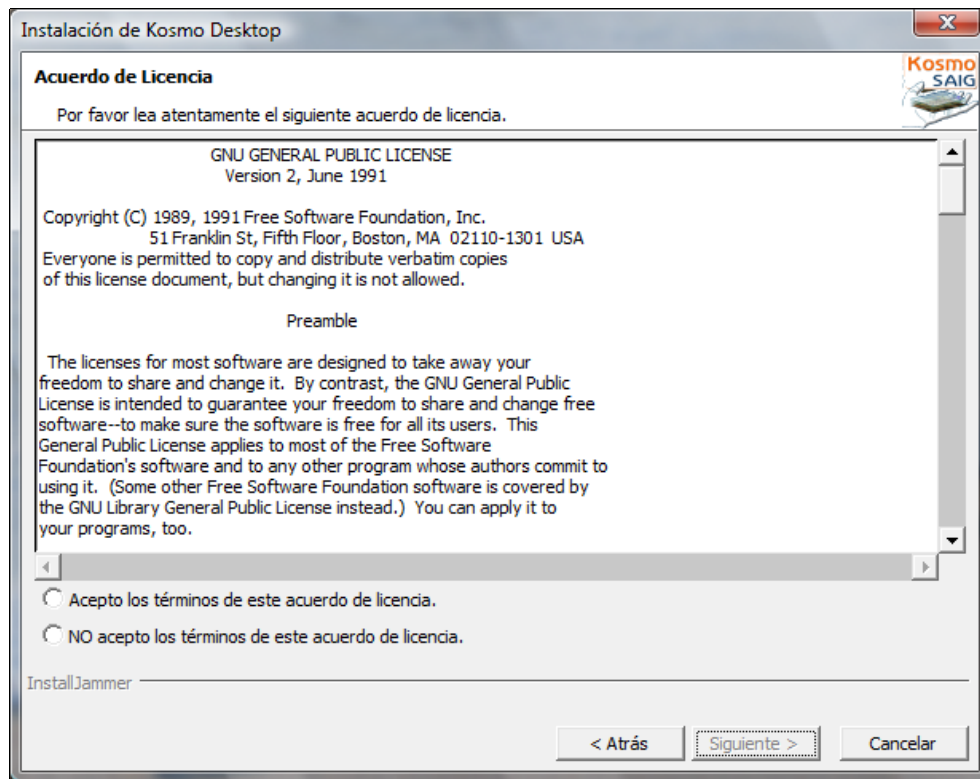 Instalación de Kosmo Desktop
Acuerdo de Licencia
Kosmo
SAIG
Por favor lea atentamente el siguiente acuerdo de licencia.
GNU GENERAL PUBLIC LICENSE
Version 2, June 1991
Copyright (C) 1989, 1991 Free Software Foundation, Inc.
51 Franklin St, Fifth Floor, Boston, MA 02110-1301 USA
Everyone is permitted to copy and distribute verbatim copies
of this license document, but changing it is not allowed.
Preamble
The licenses for most software are designed to take away your
freedom to share and change it. By contrast, the GNU General Public
License is intended to guarantee your freedom to share and change free
software--to make sure the software is free for all its users. This
General Public License applies to most of the Free Software
Foundation's software and to any other program whose authors commit to
using it. (Some other Free Software Foundation software is covered by
the GNU Library General Public License instead.) You can apply it to
your programs, too.
Acepto los términos de este acuerdo de licencia.
NO acepto los términos de este acuerdo de licencia.
InstallJammer
< Atrás
Siguiente >
Cancelar